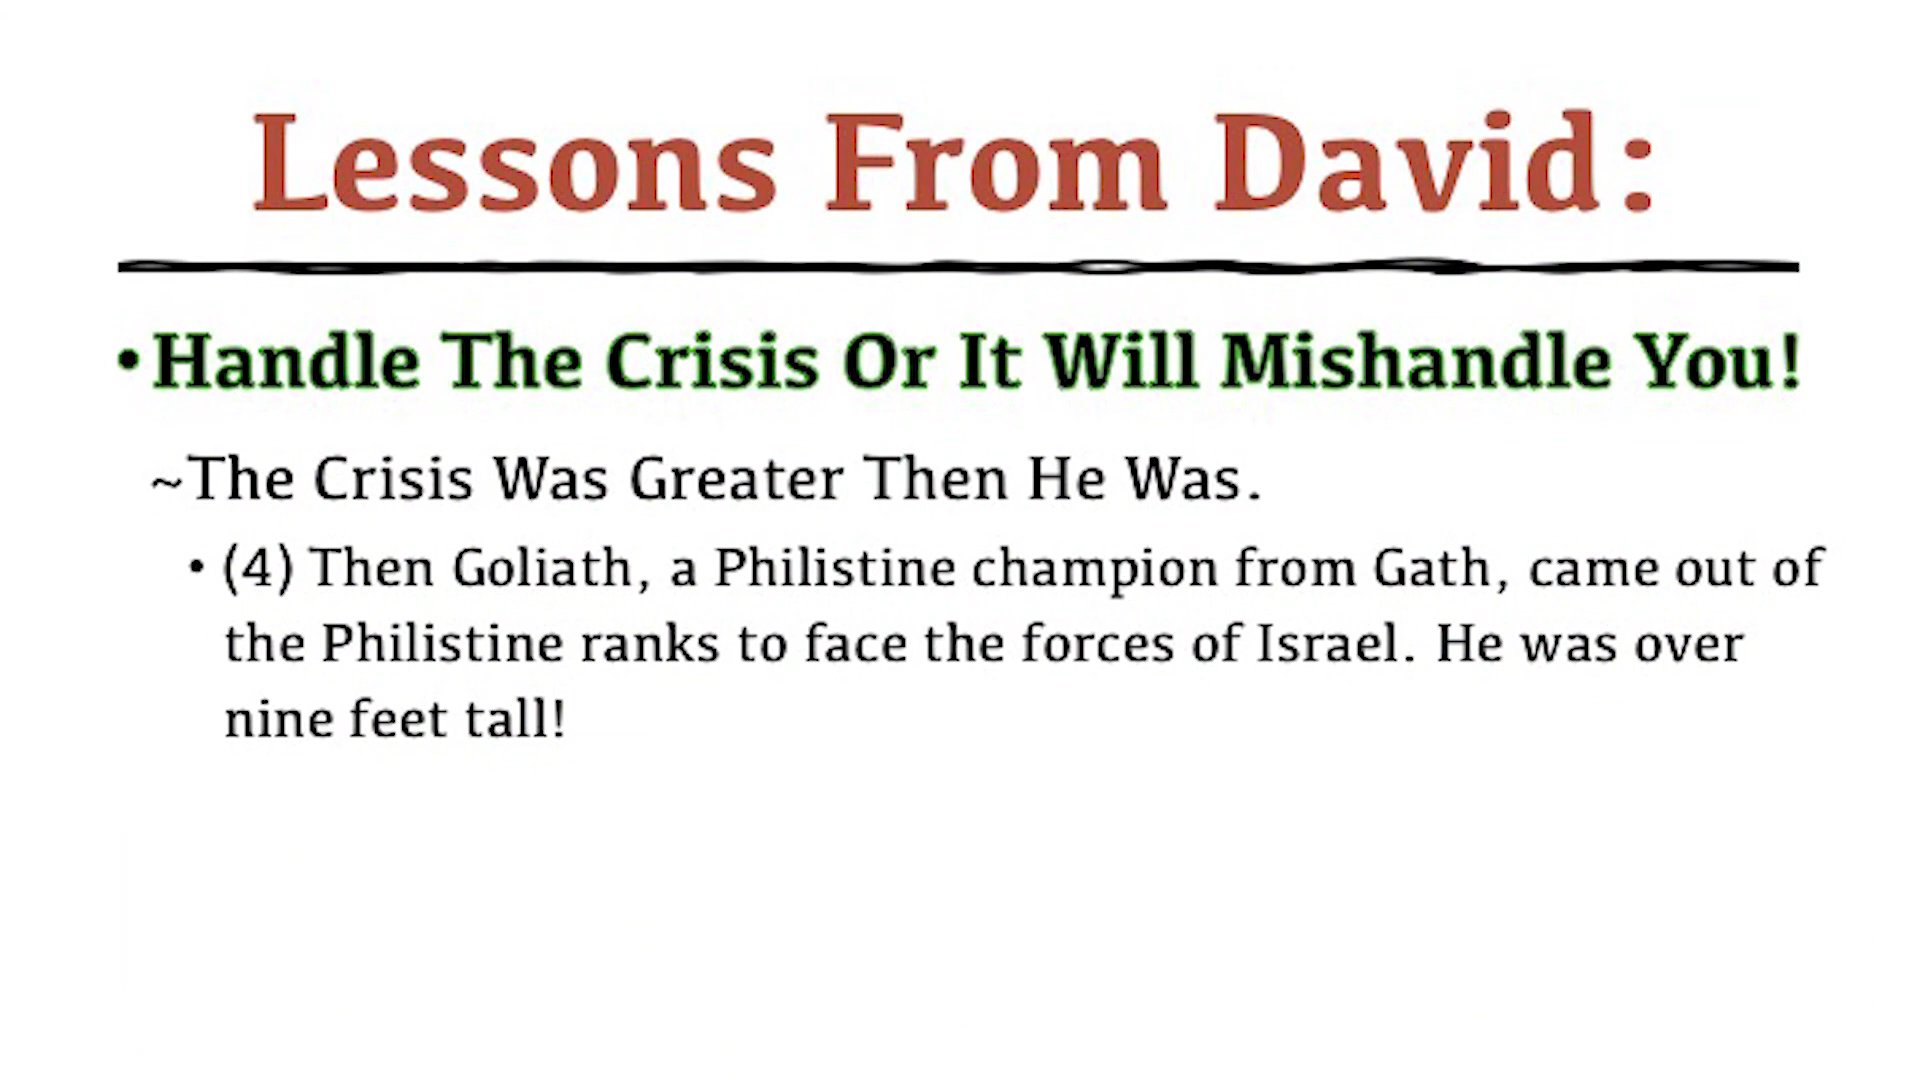 Lessons From David:
•Handle The Crisis Or It Will Mishandle You!
~The Crisis Was Greater Then He Was.
• (4) Then Goliath, a Philistine champion from Gath, came out of
the Philistine ranks to face the forces of Israel. He was over
nine feet tall!